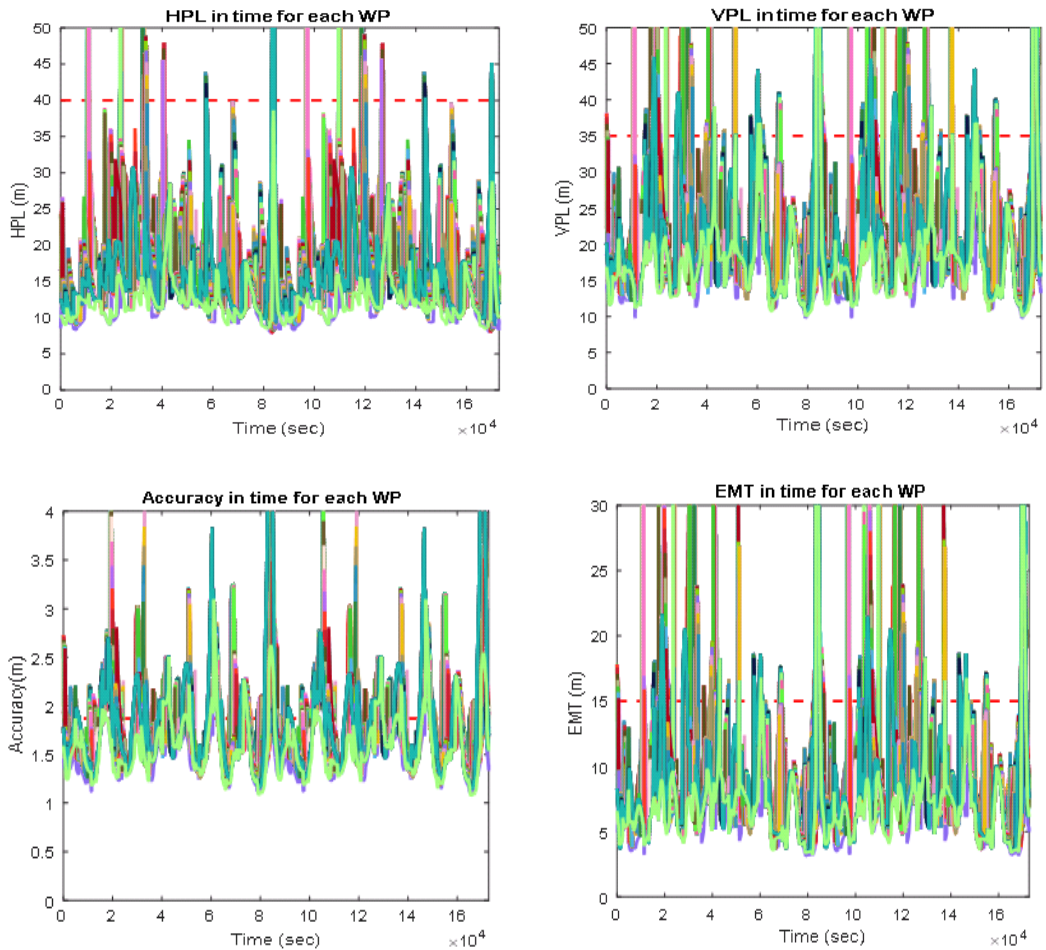 HPL in time for each WP
50
45
40
35
30
25
20
15
10
5
0
HPL (m)
0 2 4 6 8 10 12 14 16
Time (sec)
×10^4
VPL in time for each WP
50
45
40
35
30
25
20
15
10
5
0
VPL (m)
0 2 4 6 8 10 12 14 16
Time (sec)
×10^4
Accuracy in time for each WP
4
3.5
3
2.5
2
1.5
1
0.5
0
Accuracy(m)
0 2 4 6 8 10 12 14 16
Time (sec)
×10^4
EMT in time for each WP
30
25
20
15
10
5
0
EMT (m)
0 2 4 6 8 10 12 14 16
Time (sec)
×10^4